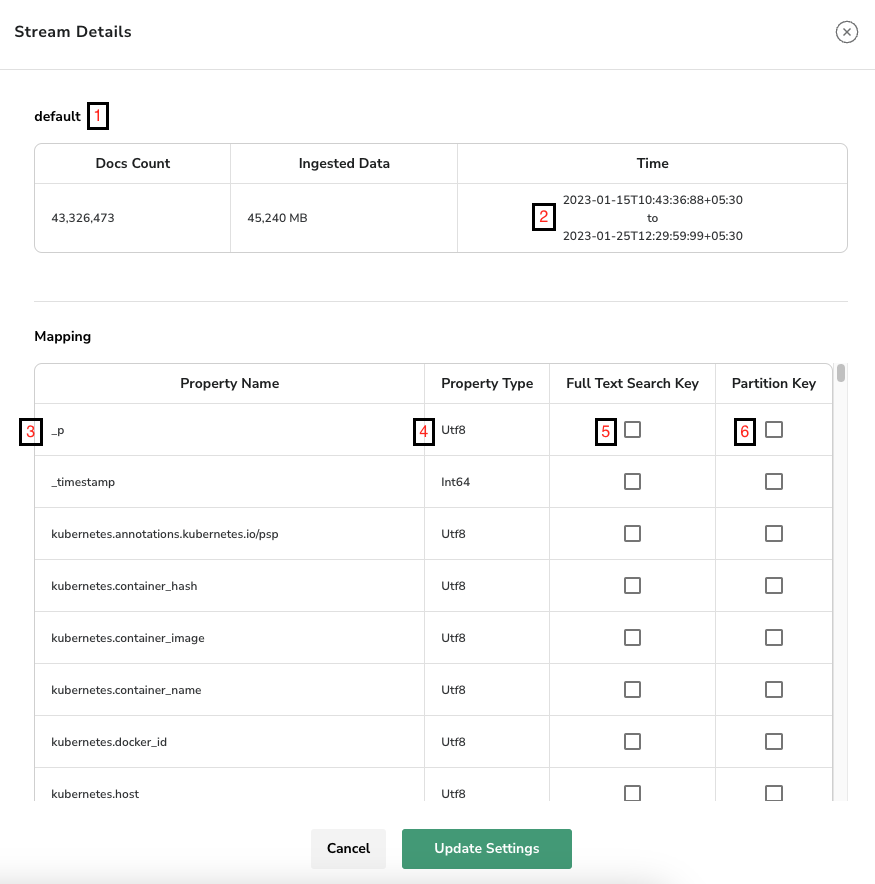 Stream Details
default 1
Docs Count Ingested Data Time
43,326,473 45,240 MB 2 2023-01-15T10:43:36:88+05:30
to
2023-01-25T12:29:59:99+05:30
Mapping
Property Name Property Type Full Text Search Key Partition Key
3 _p 4 Utf8 5 6
_timestamp Int64
kubernetes.annotations.kubernetes.io/psp Utf8
kubernetes.container_hash Utf8
kubernetes.container_image Utf8
kubernetes.container_name Utf8
kubernetes.docker_id Utf8
kubernetes.host Utf8
Cancel Update Settings